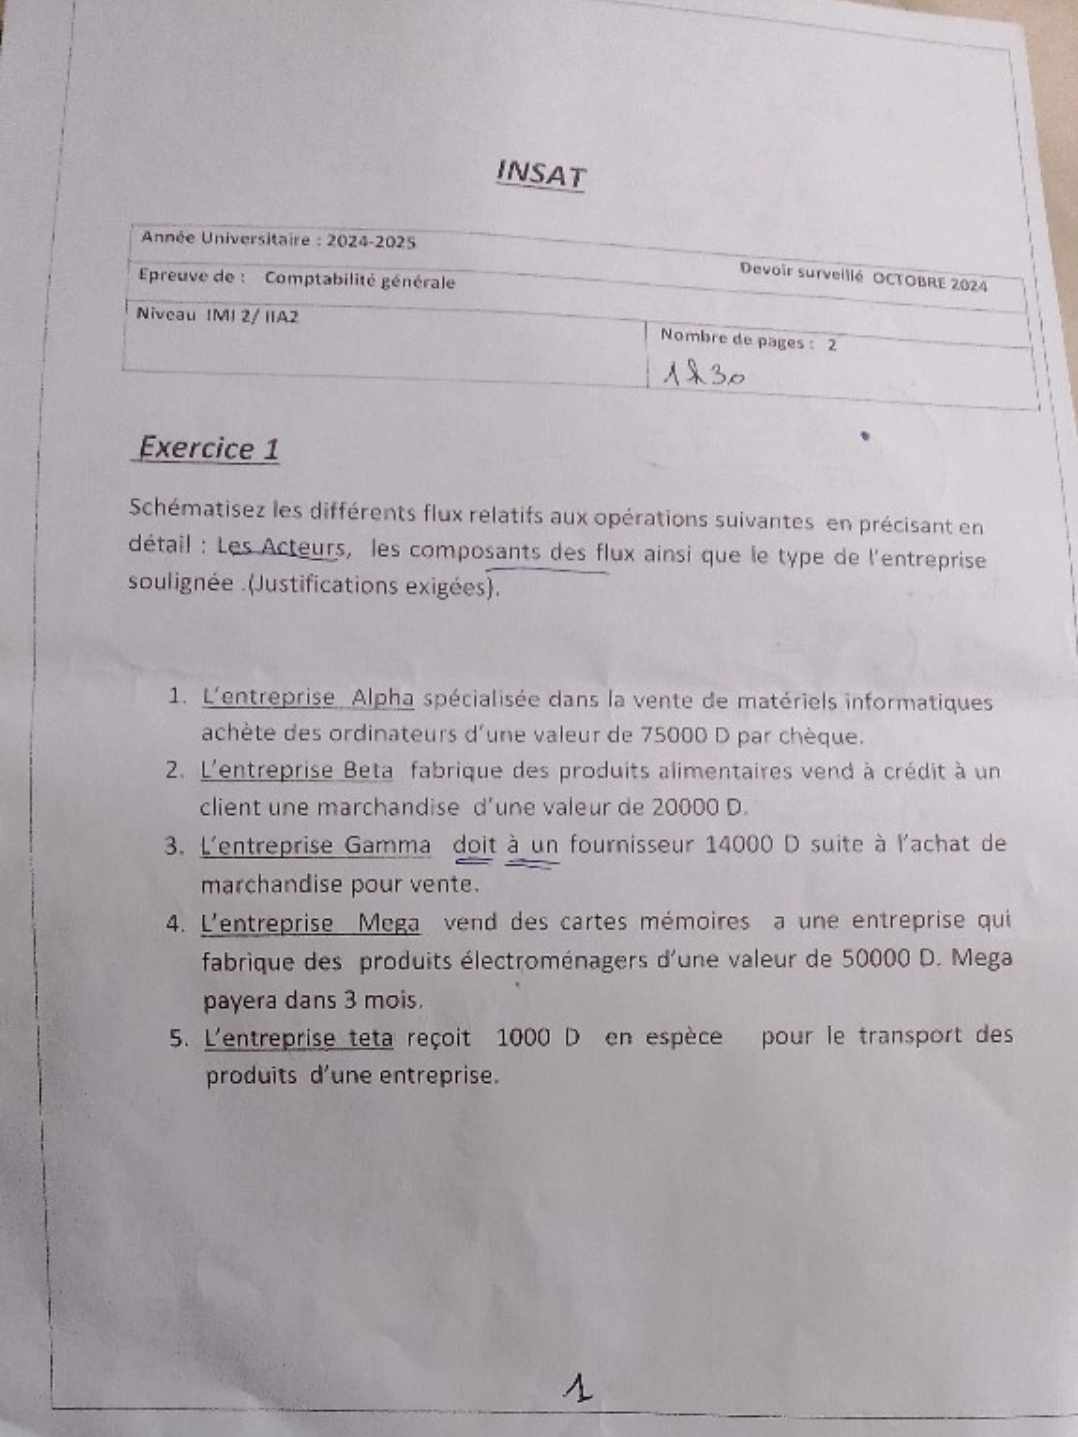 INSAT
Année Universitaire : 2024-2025
Devoir surveillé OCTOBRE 2024
Epreuve de : Comptabilité générale
Niveau IMI 2/ IIA2
Nombre de pages : 2
1h30
Exercice 1
Schématisez les différents flux relatifs aux opérations suivantes en précisant en
détail : Les Acteurs, les composants des flux ainsi que le type de l'entreprise
soulignée .(Justifications exigées).
1. L'entreprise Alpha spécialisée dans la vente de matériels informatiques
achète des ordinateurs d'une valeur de 75000 D par chèque.
2. L'entreprise Beta fabrique des produits alimentaires vend à crédit à un
client une marchandise d'une valeur de 20000 D.
3. L'entreprise Gamma doit à un fournisseur 14000 D suite à l'achat de
marchandise pour vente.
4. L'entreprise Mega vend des cartes mémoires a une entreprise qui
fabrique des produits électroménagers d'une valeur de 50000 D. Mega
payera dans 3 mois.
5. L'entreprise teta reçoit 1000 D en espèce pour le transport des
produits d'une entreprise.
1